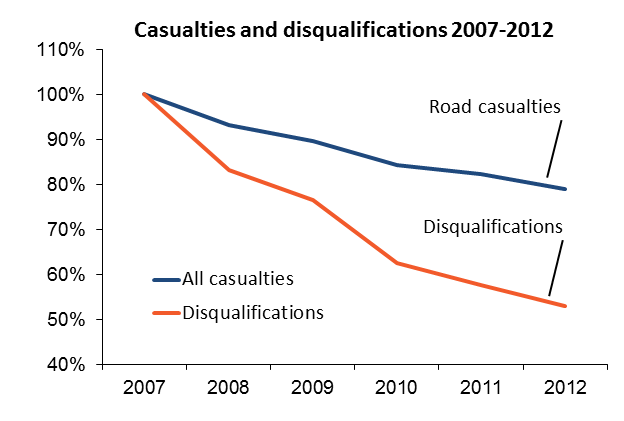 Casualties and disqualifications 2007-2012
110%
100%
90%
80%
70%
60%
50%
40%
Road casualties
Disqualifications
All casualties
Disqualifications
2007 2008 2009 2010 2011 2012